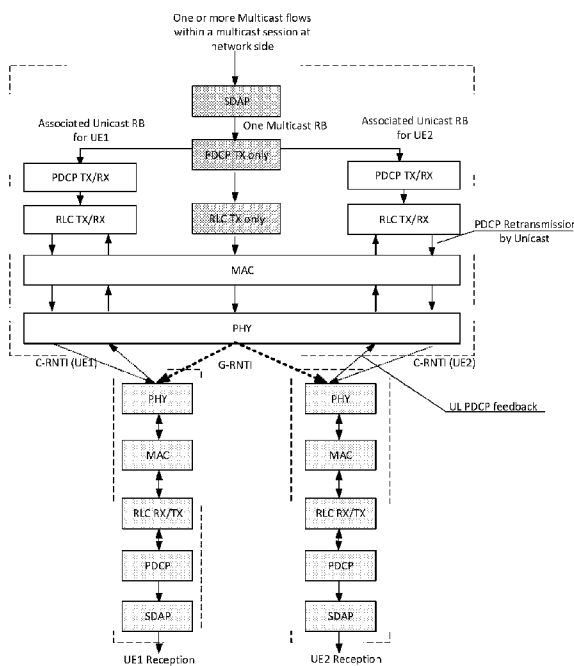 One or more Multicast flows
within a multicast session at
network side
SDAP
Associated Unicast RB
for UE1
One Multicast RB
Associated Unicast RB
for UE2
PDCP TX/RX
PDCP TX only
PDCP TX/RX
RLC TX/RX
RLC TX only
RLC TX/RX
PDCP Retransmission
by Unicast
MAC
PHY
C-RNTI (UE1)
G-RNTI
C-RNTI (UE2)
PHY
PHY
UL PDCP feedback
MAC
MAC
RLC RX/TX
RLC RX/TX
PDCP
PDCP
SDAP
SDAP
UE1 Reception
UE2 Reception